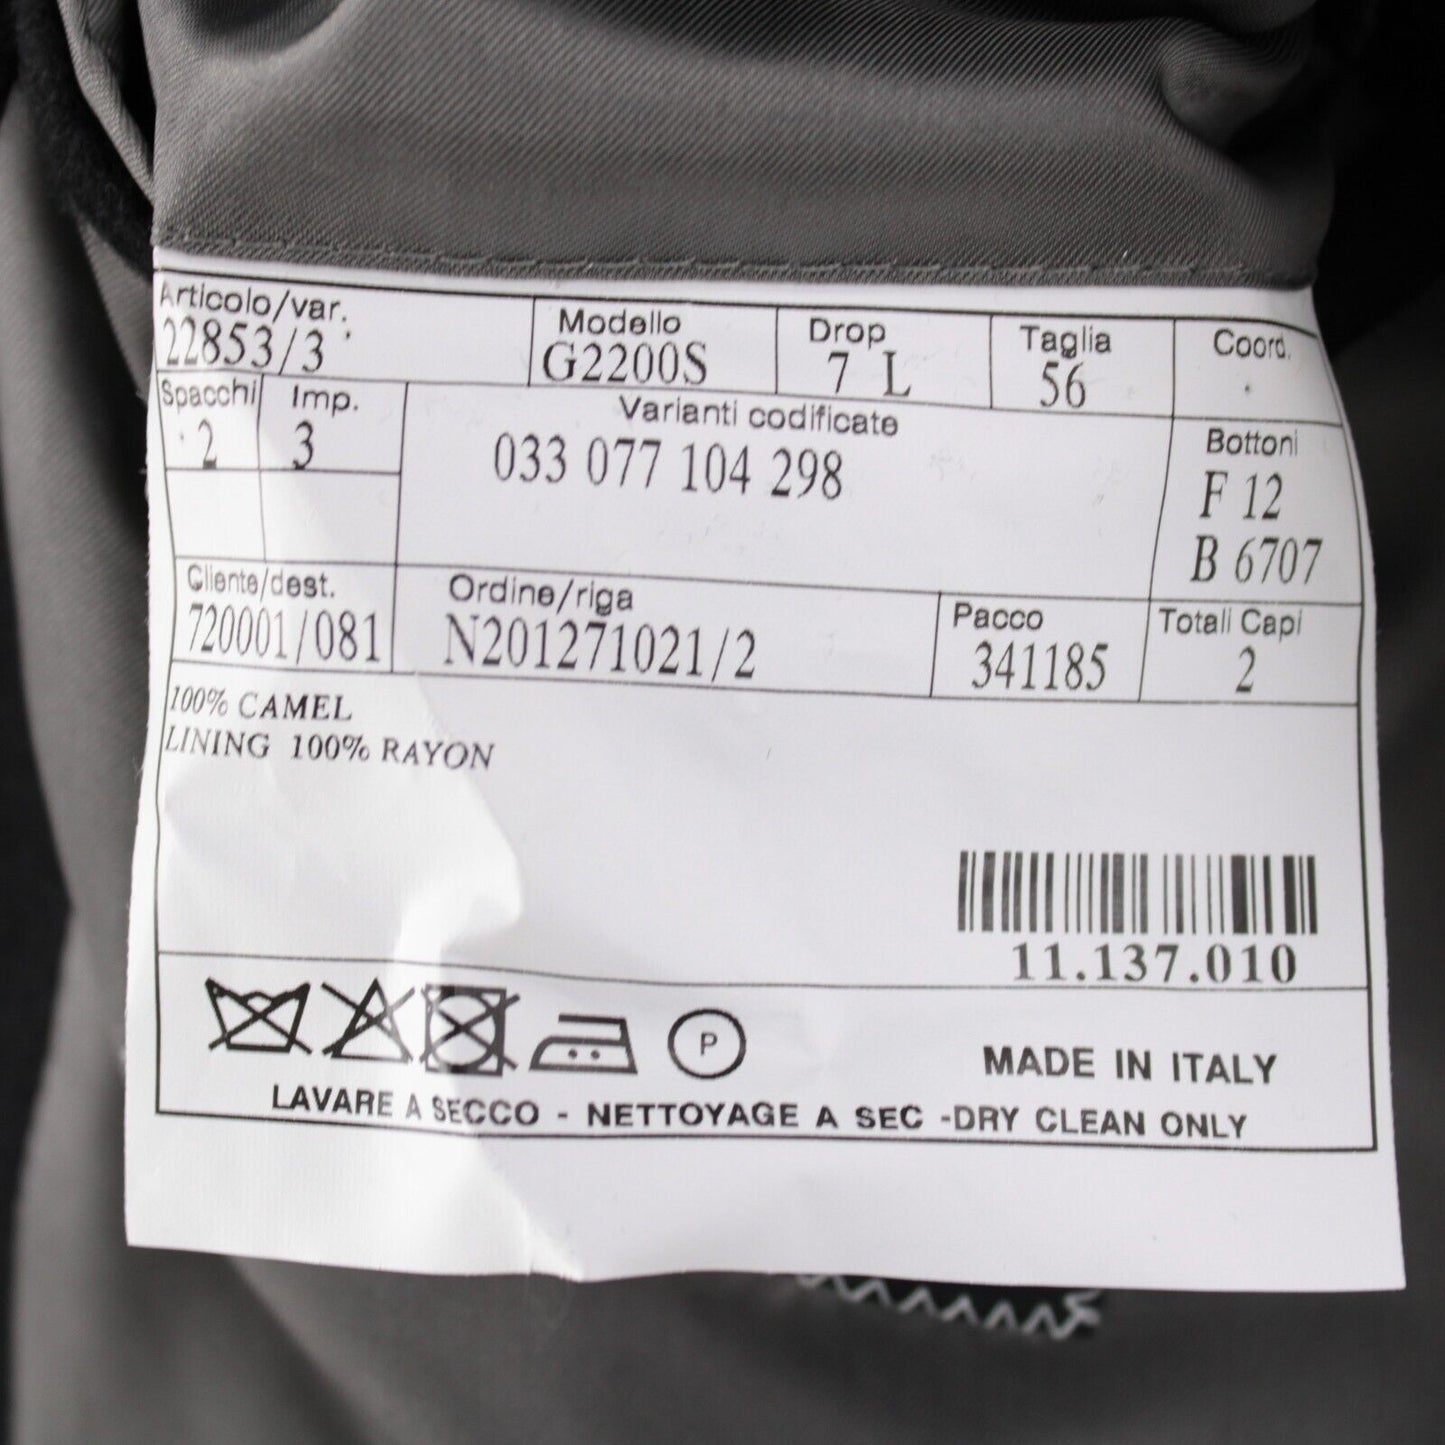 Articolo/var. Modello Drop Taglia Coord.
22853/3 G2200S 7 L 56
Spacchi Imp. Varianti codificate Bottoni
2 3 033 077 104 298 F 12
B 6707
Cliente/dest. Ordine/riga Pacco Totali Capi
720001/081 N201271021/2 341185 2
100% CAMEL
LINING 100% RAYON
11.137.010
P
MADE IN ITALY
LAVARE A SECCO - NETTOYAGE A SEC -DRY CLEAN ONLY